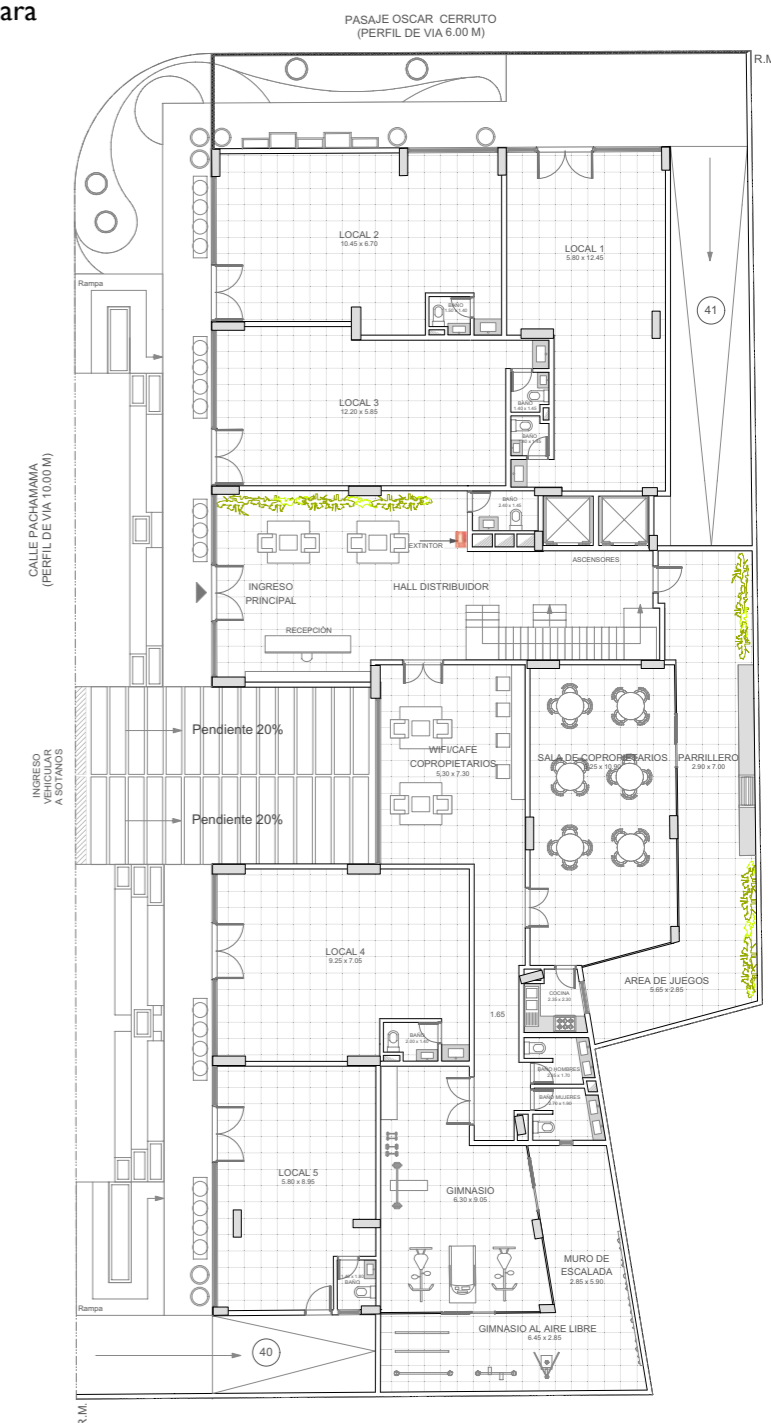 ara
PASAJE OSCAR CERRUTO
(PERFIL DE VIA 6.00 M)
R.M.
LOCAL 2
10.45 x 6.70
LOCAL 1
5.80 x 12.45
Rampa
BAÑO
41
LOCAL 3
12.20 x 5.85
BAÑO
BAÑO
CALLE PACHAMAMA
(PERFIL DE VIA 10.00 M)
BAÑO
EXTINTOR
ASCENSORES
INGRESO
PRINCIPAL
HALL DISTRIBUIDOR
RECEPCIÓN
INGRESO
VEHICULAR
A SOTANOS
Pendiente 20%
Pendiente 20%
WIFI/CAFE
COPROPIETARIOS
5,30 x 7.30
SALA DE COPROPIETARIOS
PARRILLERO
2.90 x 7.00
LOCAL 4
9.25 x 7.05
AREA DE JUEGOS
5.65 x 2.85
COCINA
2.35 x 2.20
1.65
BAÑO
BAÑO HOMBRES
BAÑO MUJERES
LOCAL 5
5.80 x 8.95
GIMNASIO
6.30 x 9.05
MURO DE
ESCALADA
2.85 x 5.90
BAÑO
Rampa
GIMNASIO AL AIRE LIBRE
6.45 x 2.85
40
R.M.